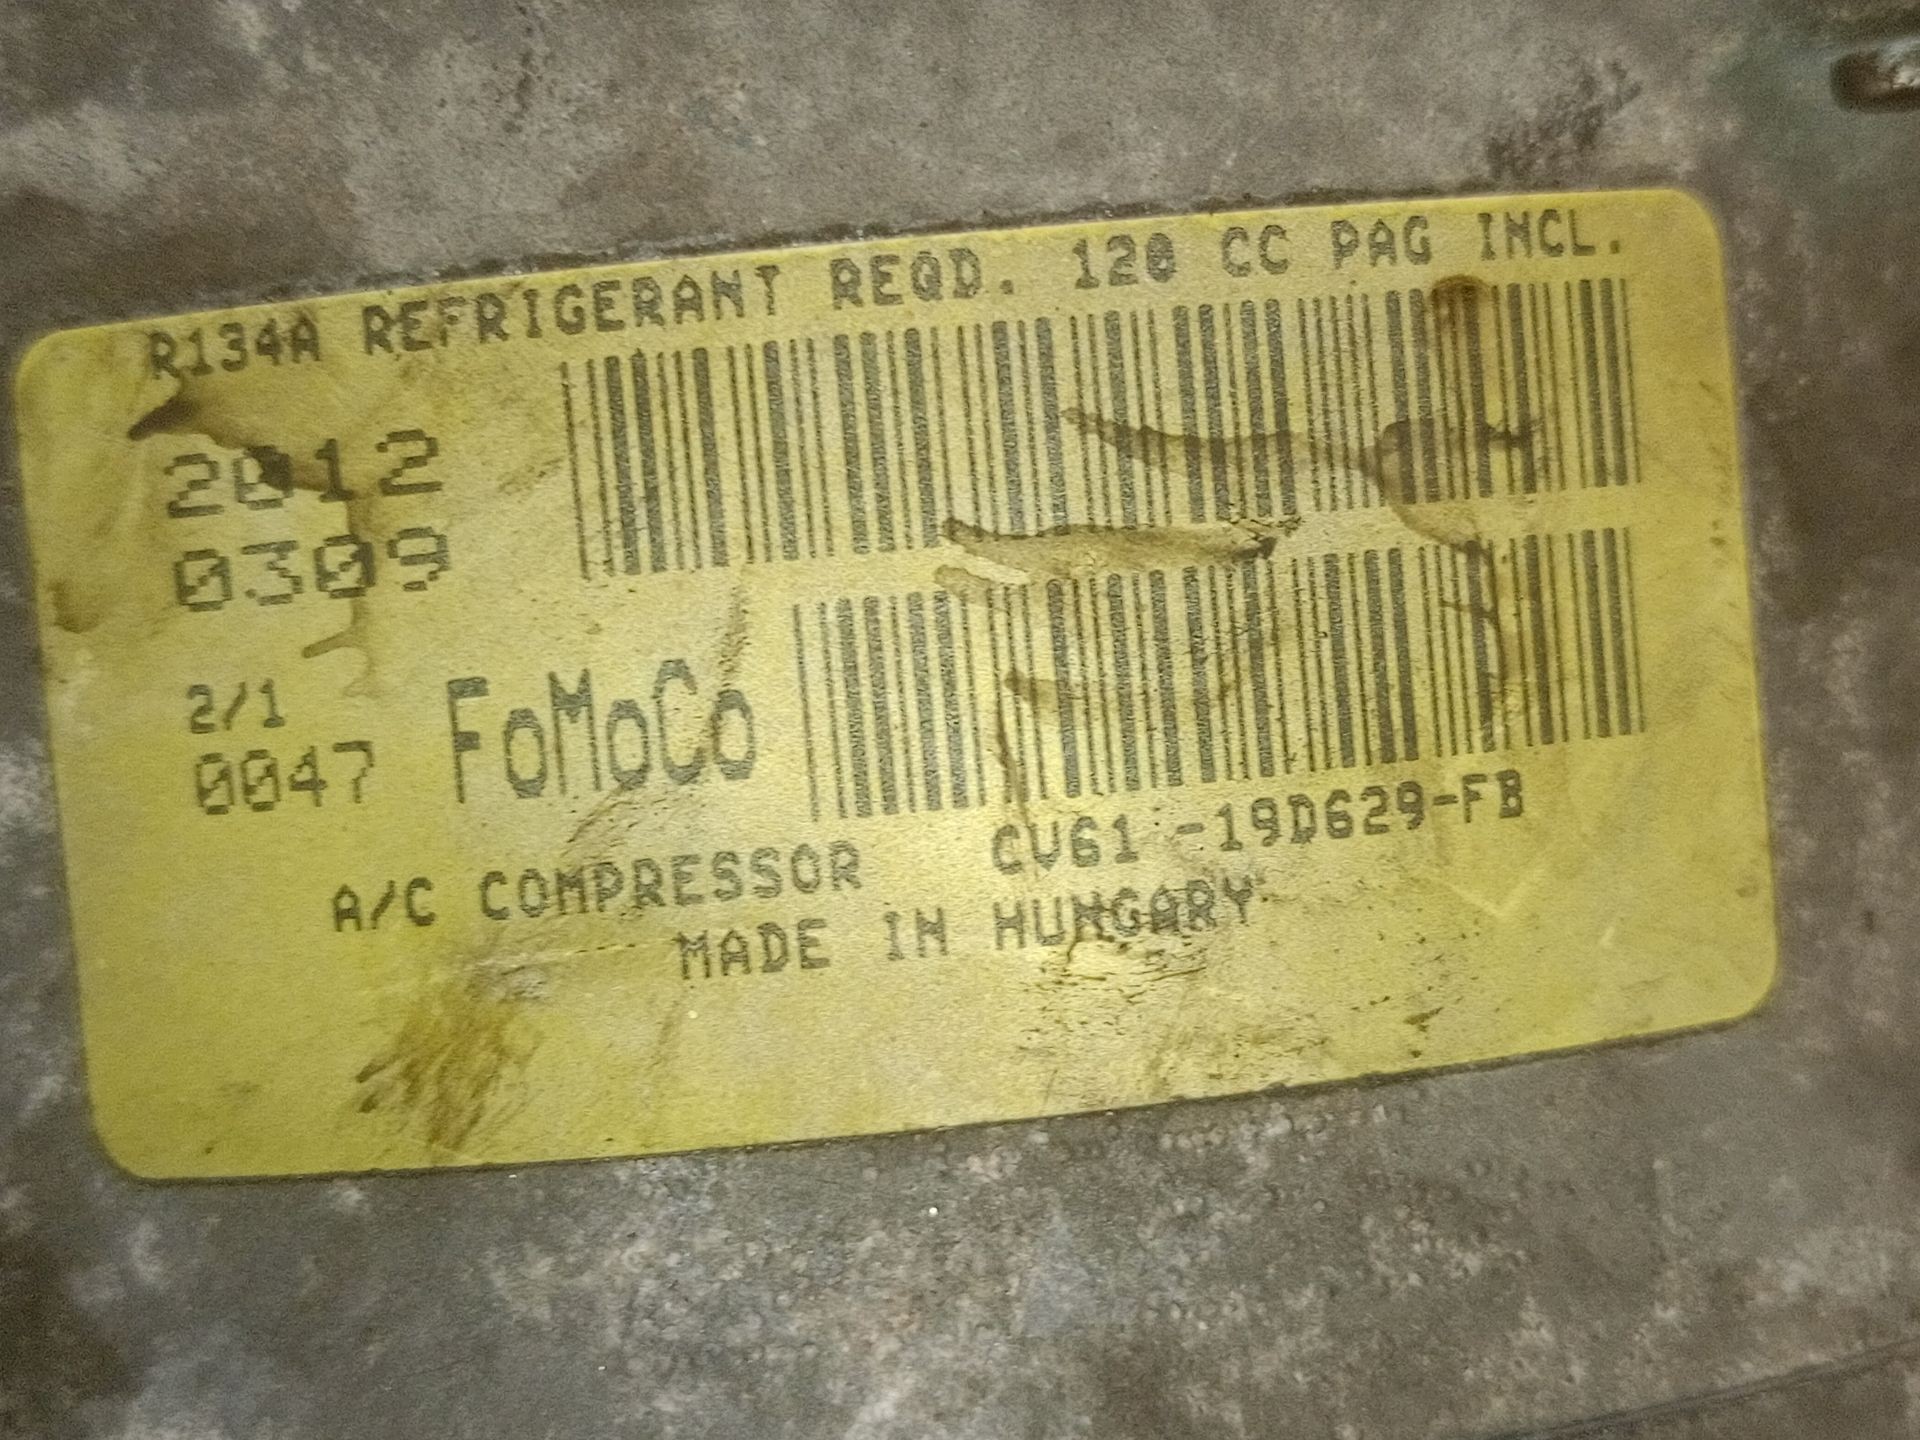 R134A REFRIGERANT REQD. 120 CC PAG INCL.
2012
0309
2/1
0047
FoMoCo
A/C COMPRESSOR CV61 -19D629-FB
MADE IN HUNGARY